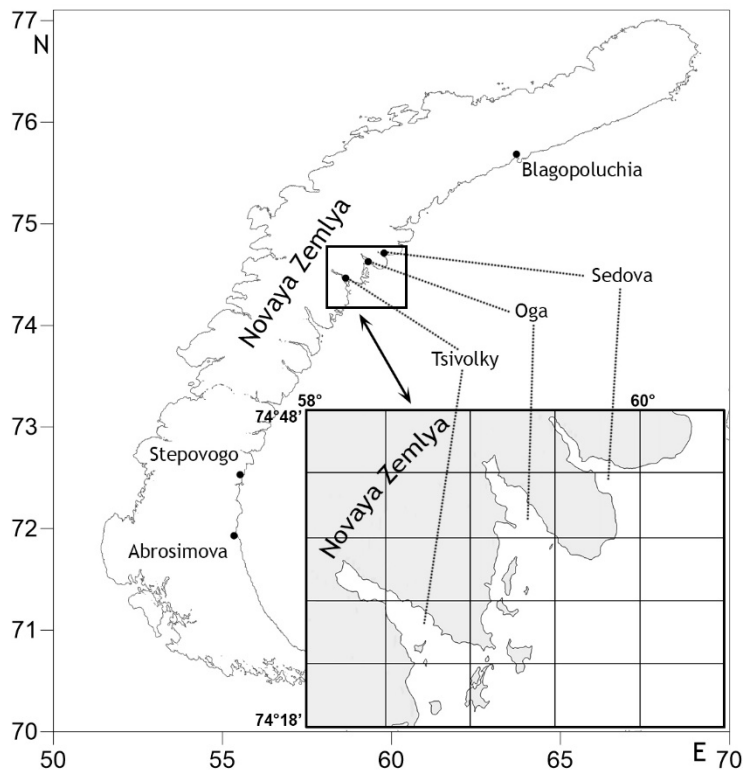 77
N
76
Blagopoluchia
75
Novaya Zemlya
Sedova
Oga
74
Tsivolky
58°
60°
74°48'
73
Novaya Zemlya
Stepovogo
72
Abrosimova
71
74°18'
70
50
55
60
65
E
70